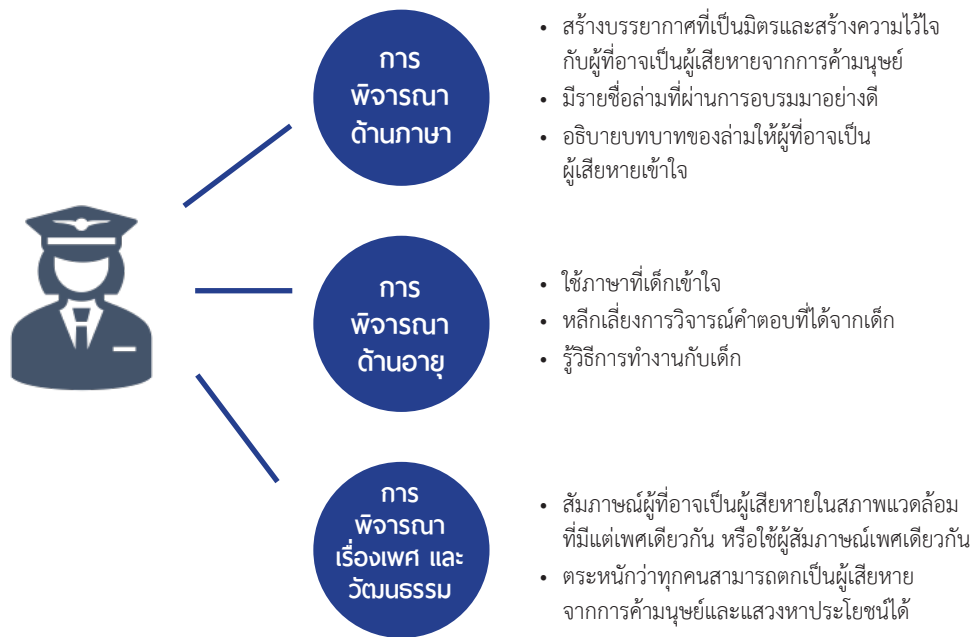 การ
พิจารณา
ด้านภาษา
• สร้างบรรยากาศที่เป็นมิตรและสร้างความไว้ใจ
กับผู้ที่อาจเป็นผู้เสียหายจากการค้ามนุษย์
• มีรายชื่อล่ามที่ผ่านการอบรมมาอย่างดี
• อธิบายบทบาทของล่ามให้ผู้ที่อาจเป็น
ผู้เสียหายเข้าใจ
การ
พิจารณา
ด้านอายุ
• ใช้ภาษาที่เด็กเข้าใจ
• หลีกเลี่ยงการวิจารณ์คำตอบที่ได้จากเด็ก
• รู้วิธีการทำงานกับเด็ก
การ
พิจารณา
เรื่องเพศ และ
วัฒนธรรม
• สัมภาษณ์ผู้ที่อาจเป็นผู้เสียหายในสภาพแวดล้อม
ที่มีแต่เพศเดียวกัน หรือใช้ผู้สัมภาษณ์เพศเดียวกัน
• ตระหนักว่าทุกคนสามารถตกเป็นผู้เสียหาย
จากการค้ามนุษย์และแสวงหาประโยชน์ได้